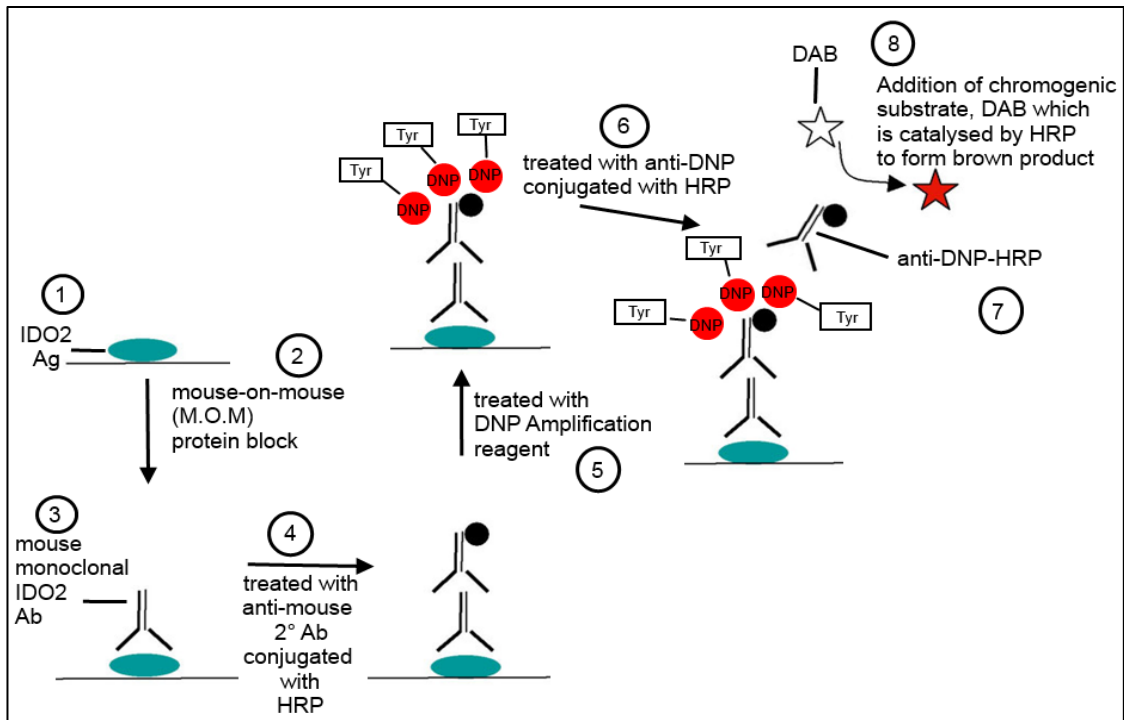 1
IDO2
Ag
2
mouse-on-mouse
(M.O.M)
protein block
3
mouse
monoclonal
IDO2
Ab
4
treated with
anti-mouse
2° Ab
conjugated
with
HRP
5
treated with
DNP Amplification
reagent
Tyr
Tyr
Tyr
DNP
DNP
DNP
6
treated with anti-DNP
conjugated with HRP
Tyr
Tyr
Tyr
DNP
DNP
DNP
anti-DNP-HRP
7
DAB
8
Addition of chromogenic
substrate, DAB which
is catalysed by HRP
to form brown product